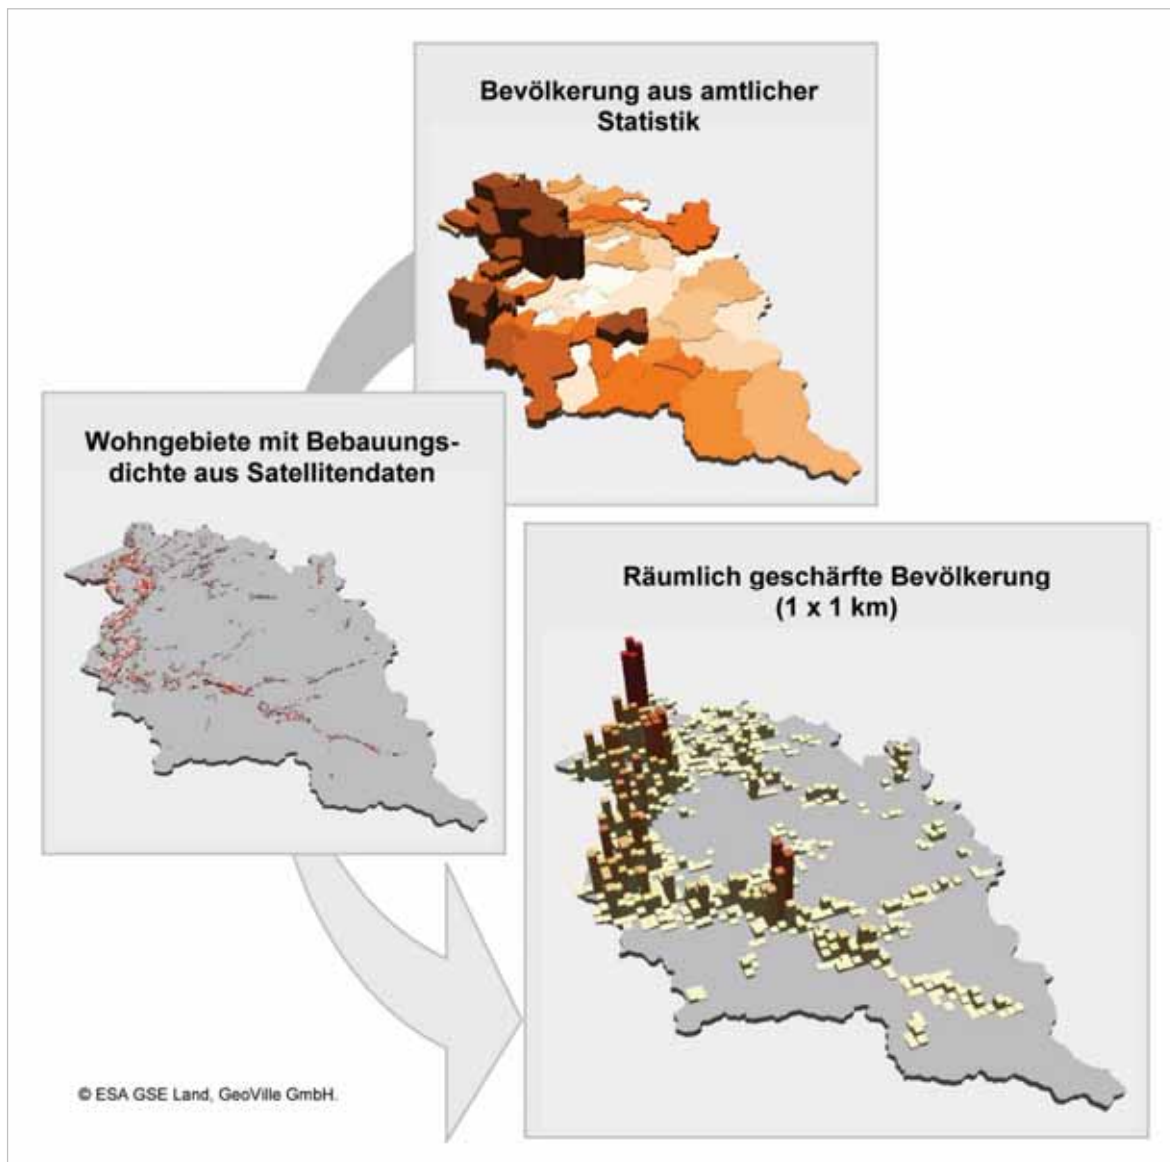 Bevölkerung aus amtlicher
Statistik
Wohngebiete mit Bebauungs-
dichte aus Satellitendaten
Räumlich geschärfte Bevölkerung
(1 x 1 km)
© ESA GSE Land, GeoVille GmbH.